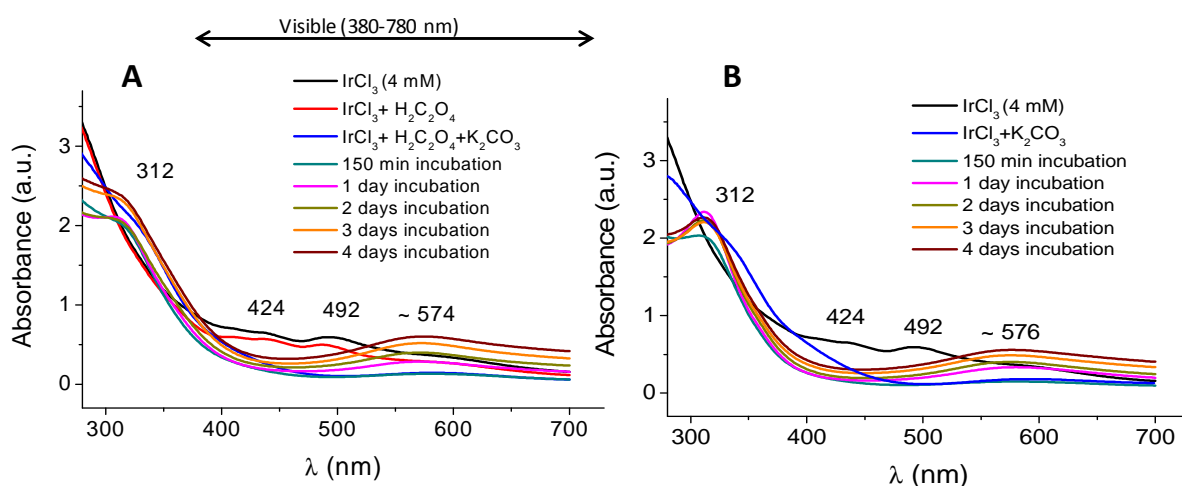 Visible (380-780 nm)
A
IrCl₃ (4 mM)
IrCl₃+ H₂C₂O₄
IrCl₃+ H₂C₂O₄+K₂CO₃
150 min incubation
1 day incubation
2 days incubation
3 days incubation
4 days incubation
312
424
492
~ 574
3
2
1
0
Absorbance (a.u.)
300
400
500
600
700
λ (nm)
B
IrCl₃ (4 mM)
IrCl₃+K₂CO₃
150 min incubation
1 day incubation
2 days incubation
3 days incubation
4 days incubation
312
424
492
~ 576
3
2
1
0
Absorbance (a.u.)
300
400
500
600
700
λ (nm)